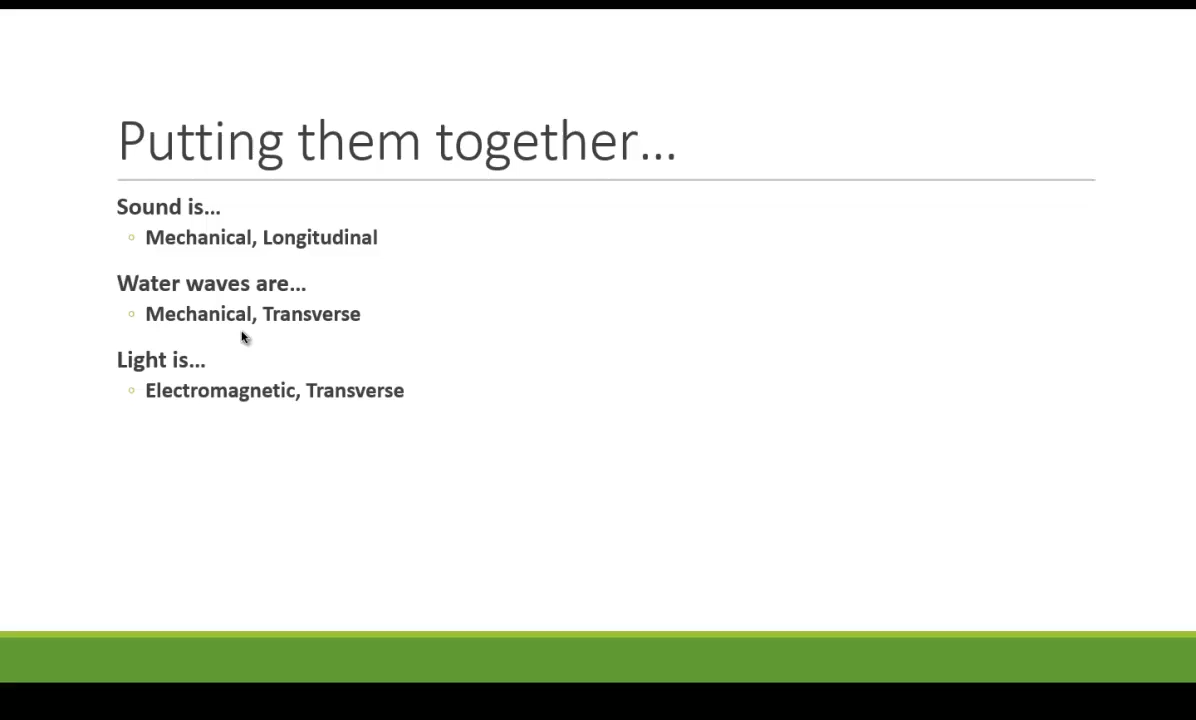 Putting them together...
Sound is...
◦ Mechanical, Longitudinal
Water waves are...
◦ Mechanical, Transverse
Light is...
◦ Electromagnetic, Transverse